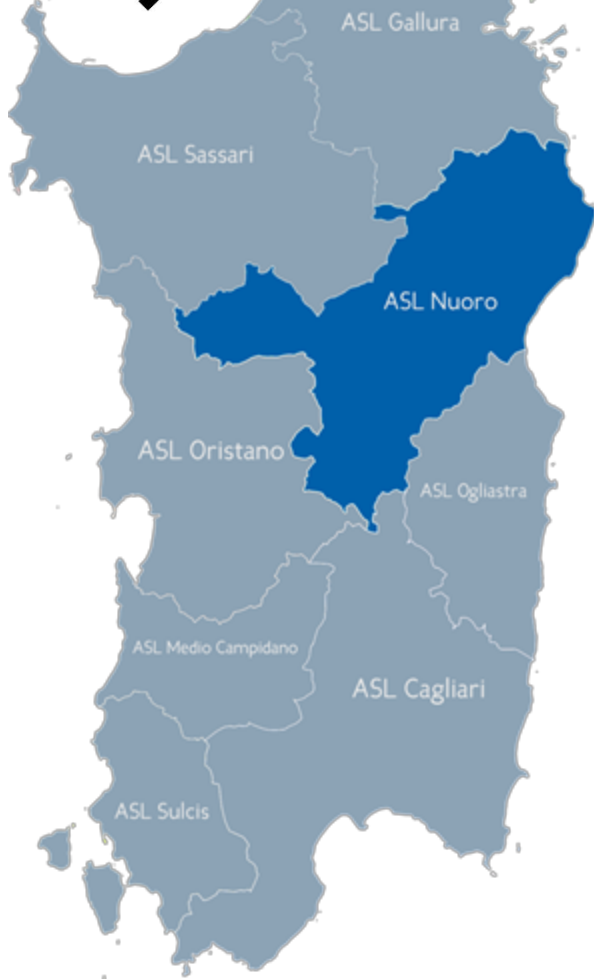 ASL Gallura
ASL Sassari
ASL Nuoro
ASL Oristano
ASL Ogliastra
ASL Medio Campidano
ASL Cagliari
ASL Sulcis